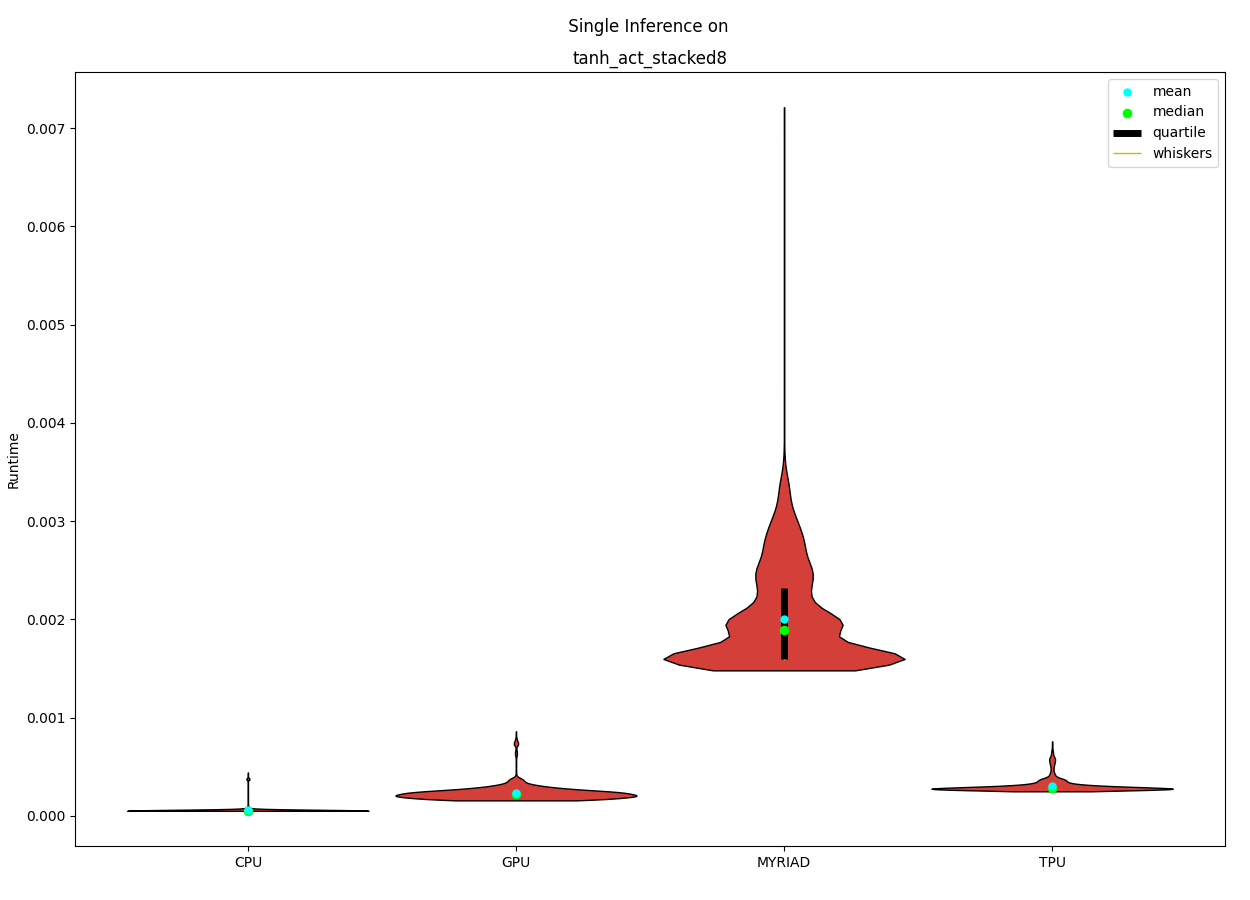 Single Inference on
tanh_act_stacked8
mean
median
quartile
whiskers
0.007
0.006
0.005
0.004
0.003
0.002
0.001
0.000
Runtime
CPU
GPU
MYRIAD
TPU